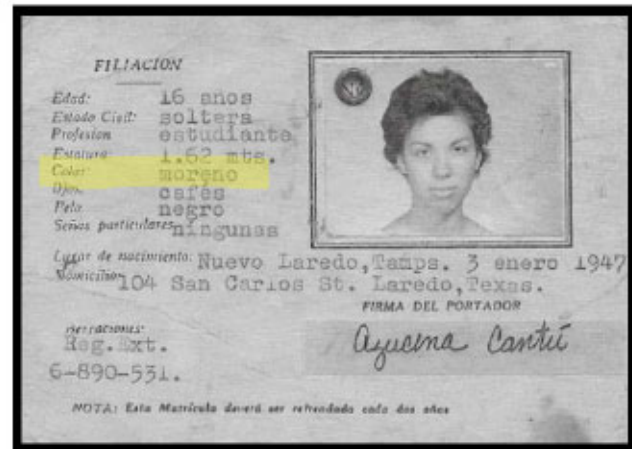 FILIACION
Edad: 16 años
Estado Civil: soltera
Profesion estudiante
Estatura: 1.62 mts.
Color: moreno
Ojos: cafés
Pelo negro
Señas particulares ningunas
Lugar de nacimiento: Nuevo Laredo, Tamps. 3 enero 1947
Domicilio 104 San Carlos St. Laredo, Texas.
FIRMA DEL PORTADOR
Azucena Cantú
Reg. Ext.
6-890-531.
NOTA: Esta Matrícula deverá ser refrendada cada dos años